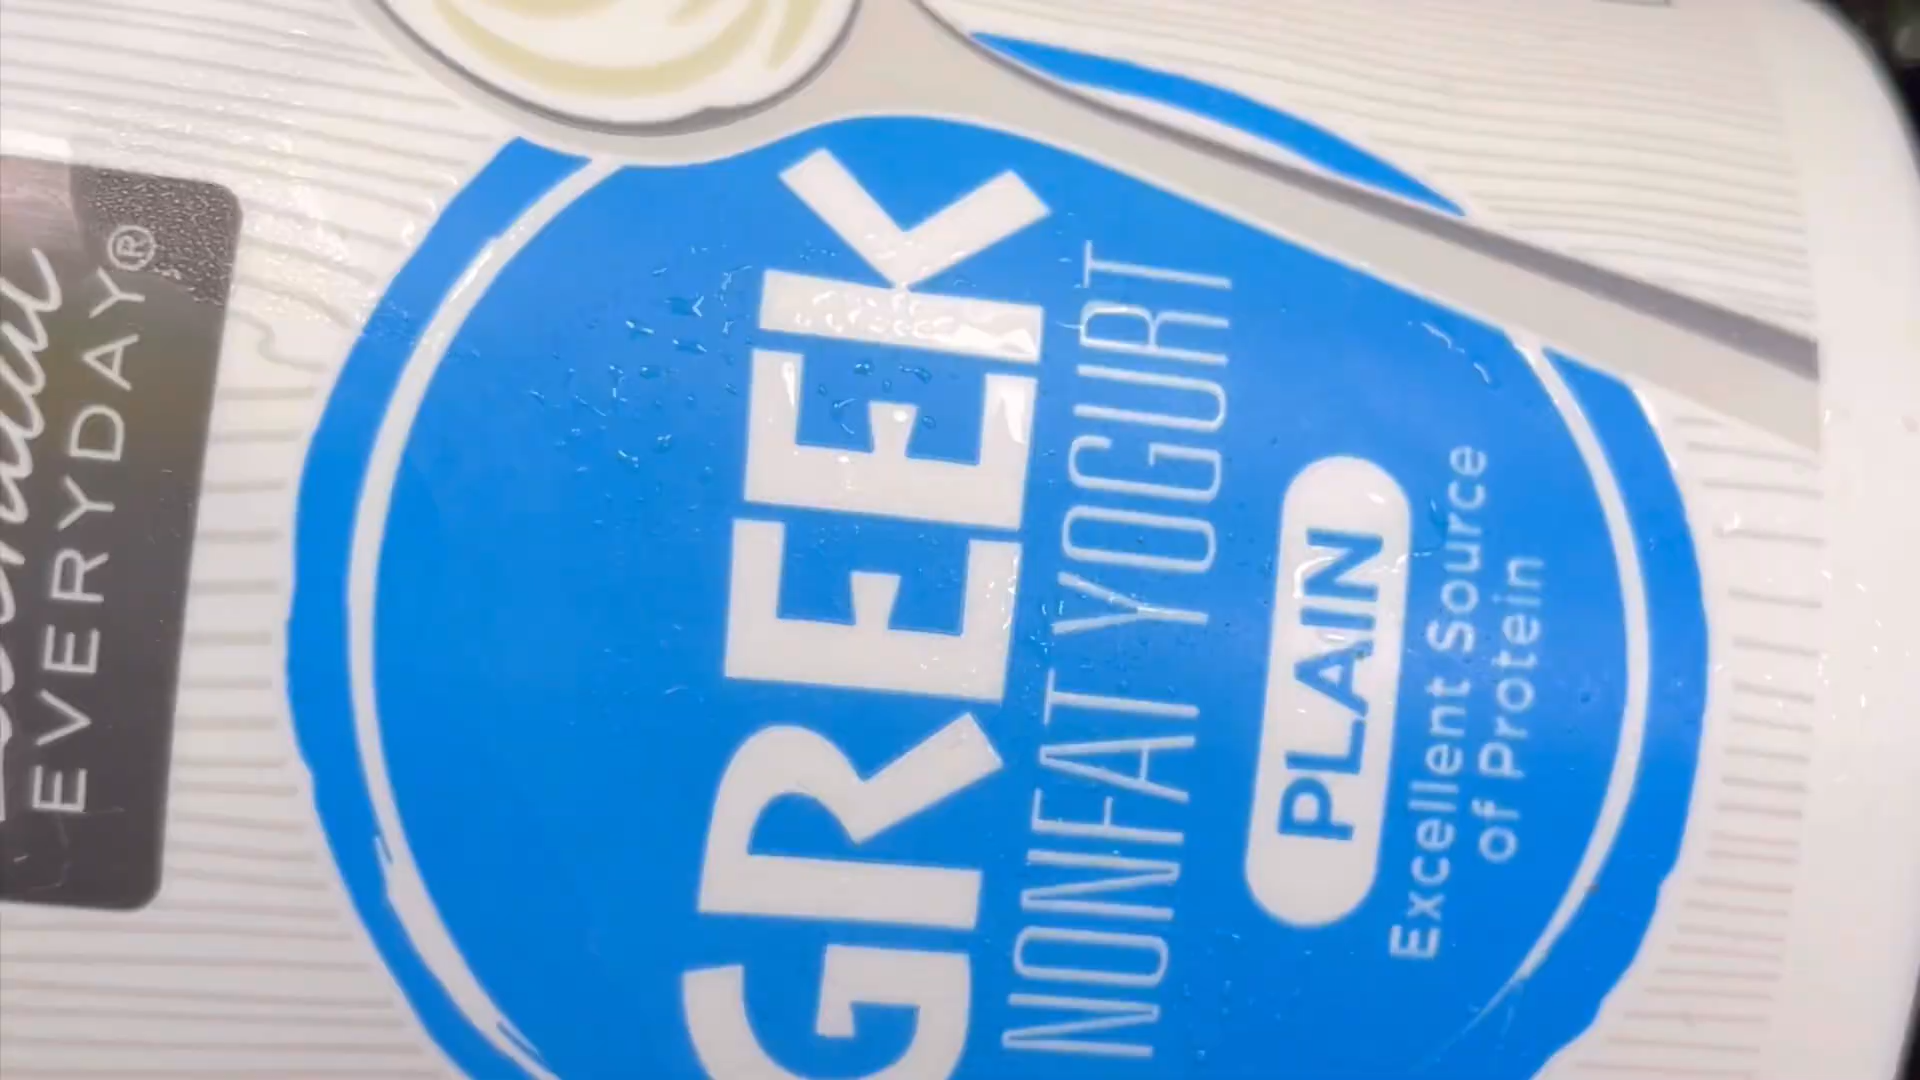 EVERYDAY®
GREEK
NONFAT YOGURT
PLAIN
Excellent Source
of Protein